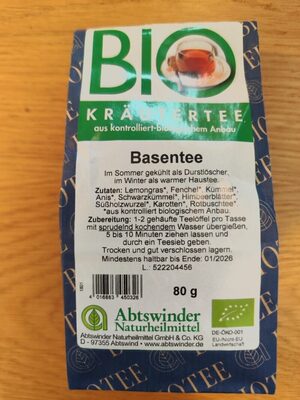 BIO
KRÄUTERTEE
aus kontrolliert-biologischem Anbau
Basentee
Im Sommer gekühlt als Durstlöscher,
im Winter als warmer Haustee.
Zutaten: Lemongras*, Fenchel*, Kümmel*,
Anis*, Schwarzkümmel*, Himbeerblätter*,
Süßholzwurzel*, Karotten*, Rotbuschtee*
*aus kontrolliert biologischem Anbau.
Zubereitung: 1-2 gehäufte Teelöffel pro Tasse
mit sprudelnd kochendem Wasser übergießen,
5 bis 10 Minuten ziehen lassen und
durch ein Teesieb geben.
Trocken und gut verschlossen lagern.
Mindestens haltbar bis Ende: 01/2026
L.: 522204456
4 016663 450326
80 g
Abtswinder
Naturheilmittel
Abtswinder Naturheilmittel GmbH & Co. KG
D - 97355 Abtswind - www.abtswinder.de
DE-ÖKO-001
EU-/Nicht-EU
Landwirtschaft